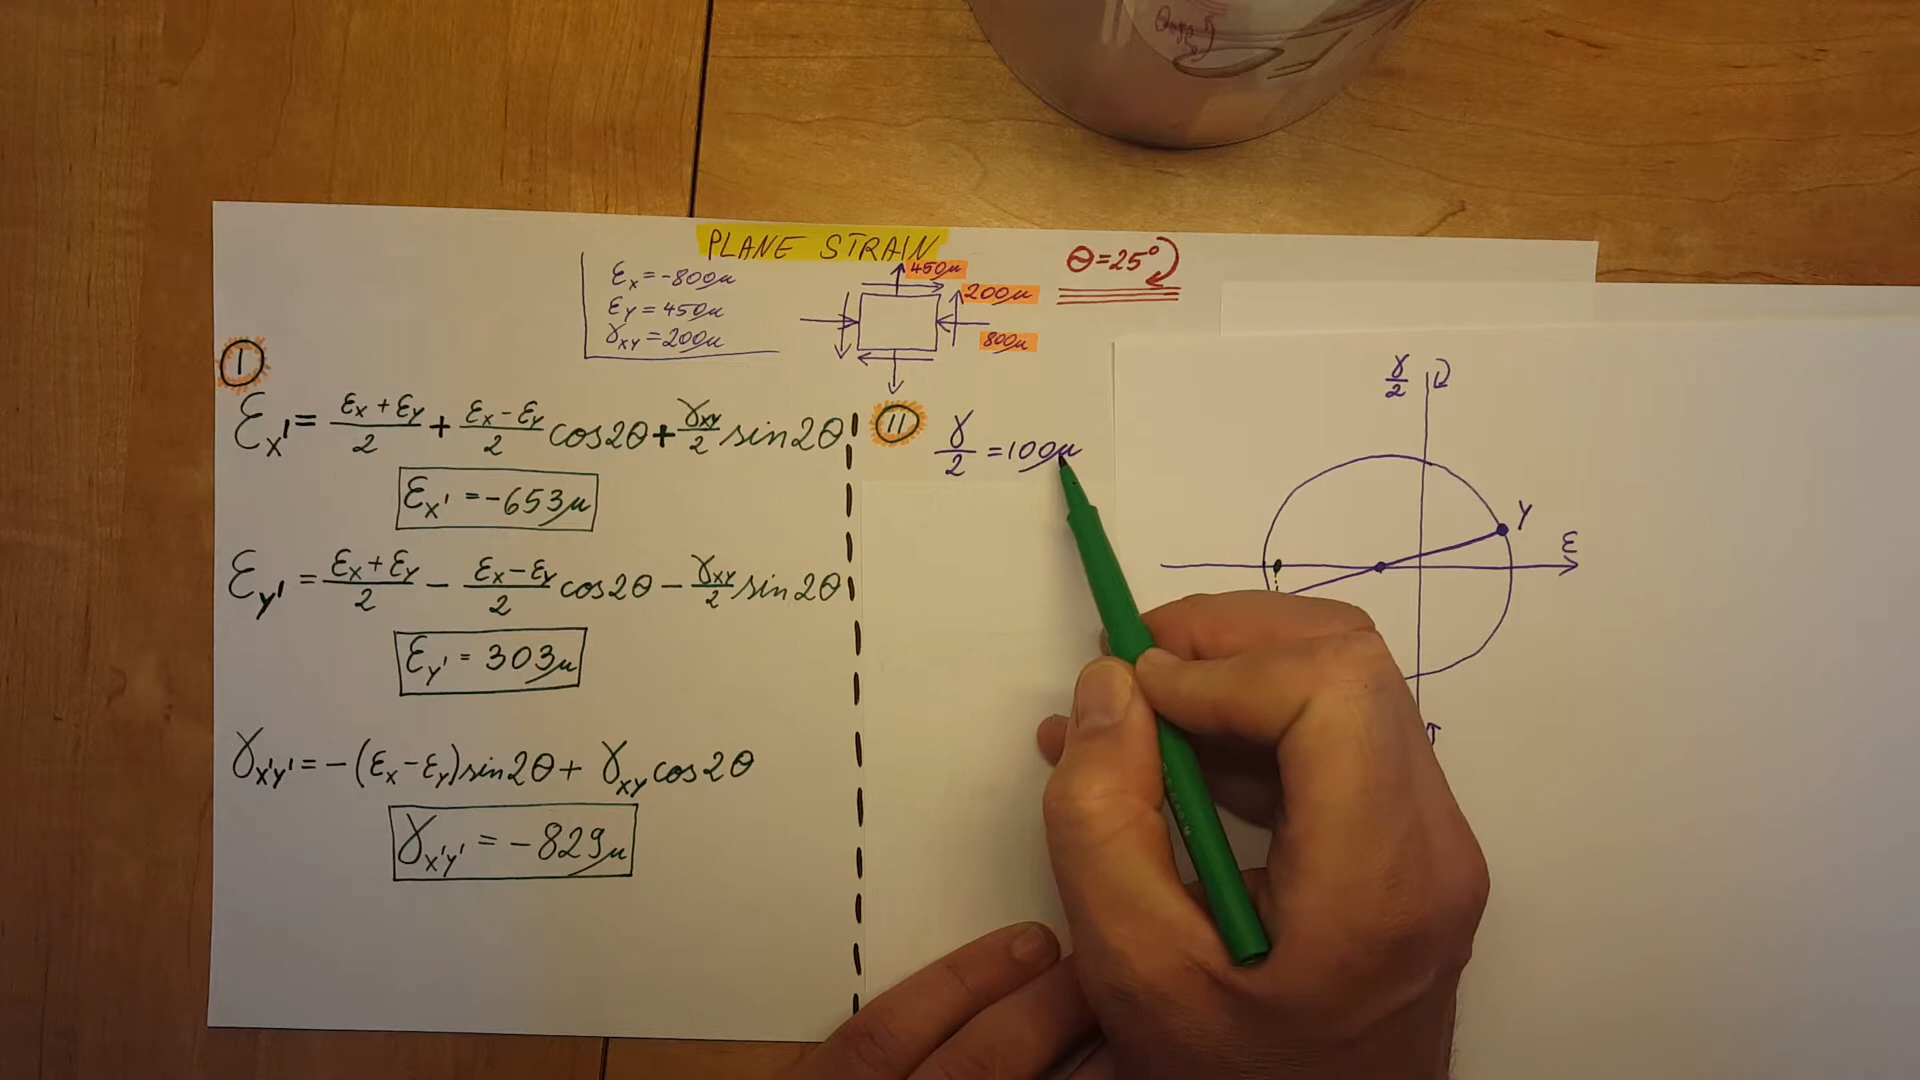 PLANE STRAIN
εx = -800μ
εy = 450μ
γxy = 200μ
450μ
200μ
800μ
θ = 25°
I
εx' = (εx + εy)/2 + (εx - εy)/2 cos2θ + γxy/2 sin2θ
εx' = -653μ
εy' = (εx + εy)/2 - (εx - εy)/2 cos2θ - γxy/2 sin2θ
εy' = 303μ
γx'y' = -(εx - εy) sin2θ + γxy cos2θ
γx'y' = -829μ
II
γ/2 = 100μ
γ/2
Y
ε